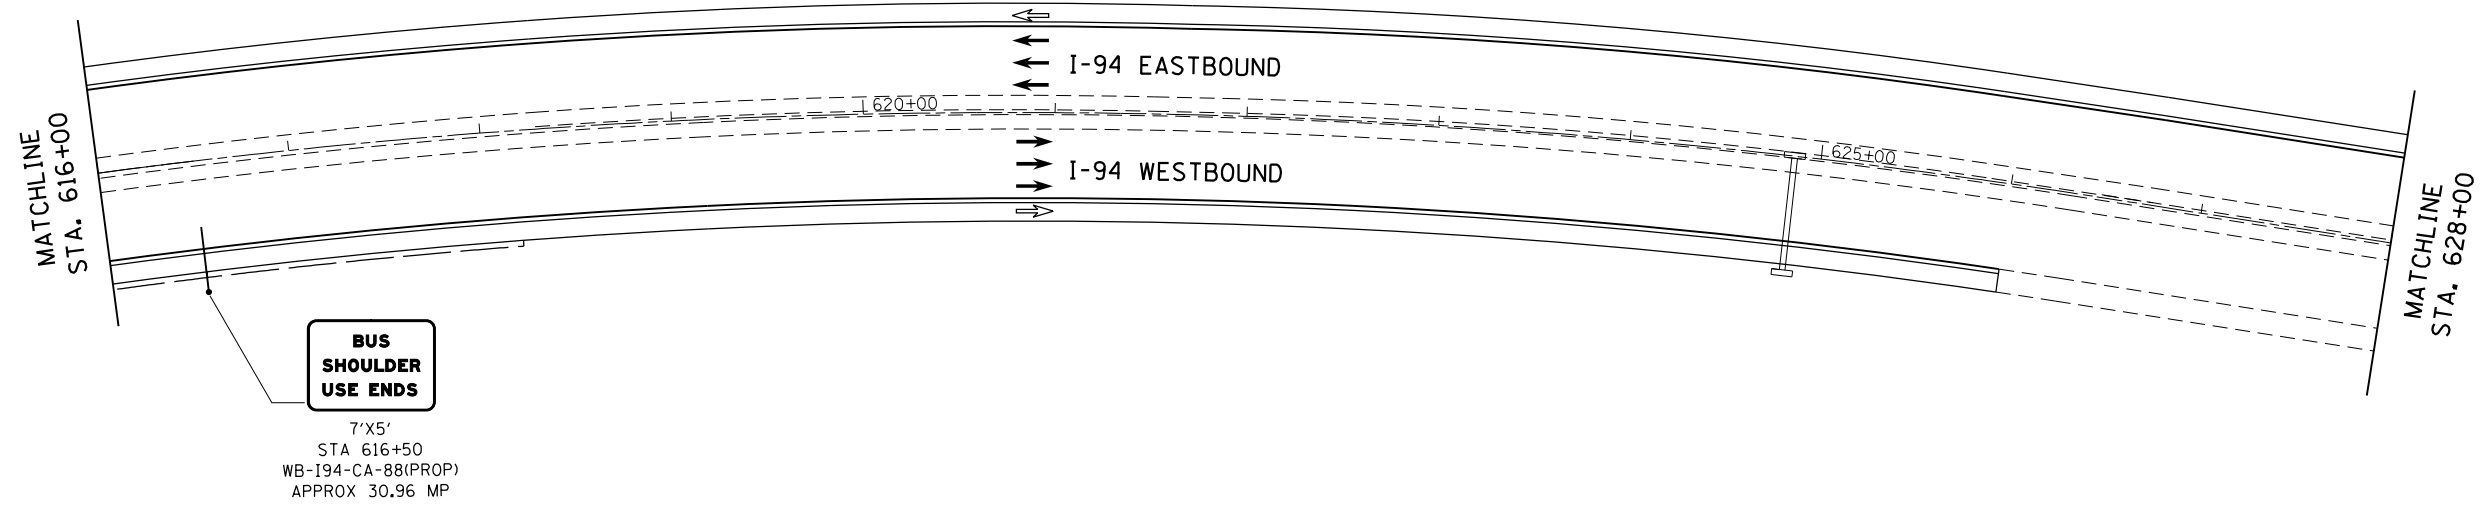 I-94 EASTBOUND
620+00
MATCHLINE
STA. 616+00
625+00
I-94 WESTBOUND
MATCHLINE
STA. 628+00
BUS
SHOULDER
USE ENDS
7'X5'
STA 616+50
WB-I94-CA-88(PROP)
APPROX 30.96 MP